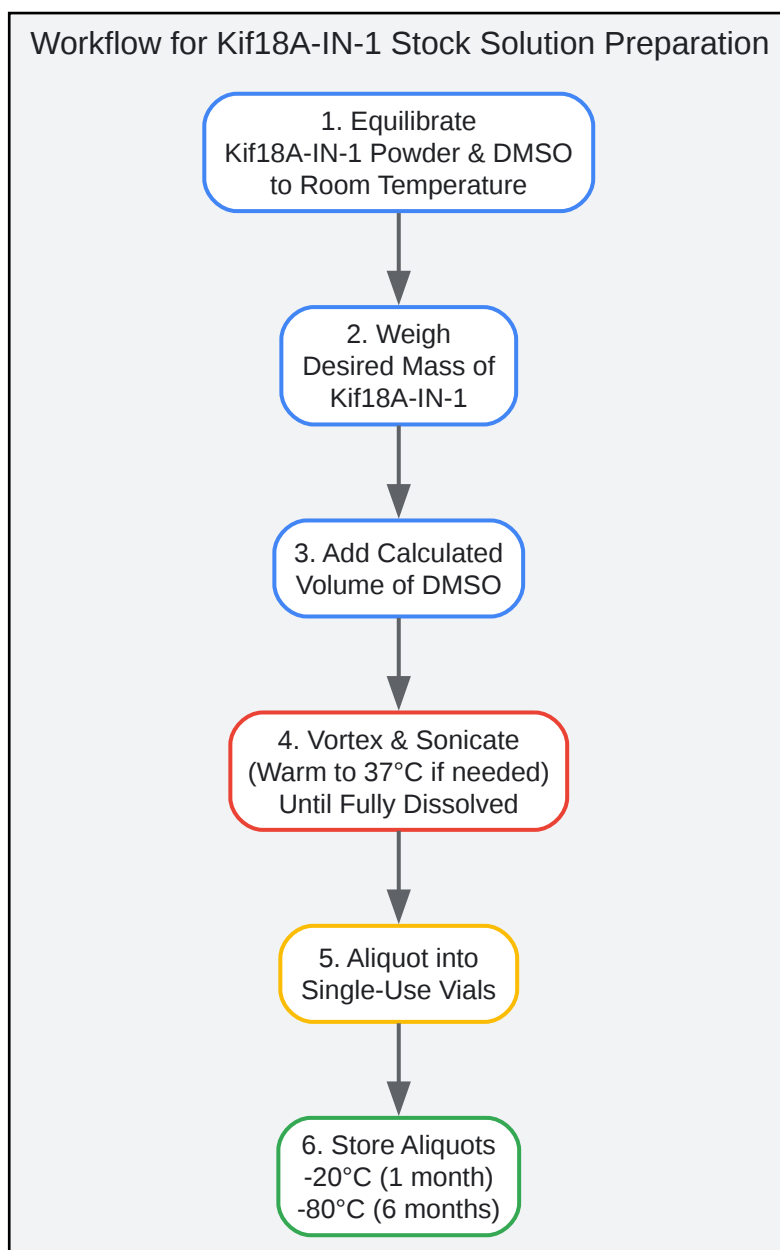 Workflow for Kif18A-IN-1 Stock Solution Preparation
1. Equilibrate
Kif18A-IN-1 Powder & DMSO
to Room Temperature
2. Weigh
Desired Mass of
Kif18A-IN-1
3. Add Calculated
Volume of DMSO
4. Vortex & Sonicate
(Warm to 37°C if needed)
Until Fully Dissolved
5. Aliquot into
Single-Use Vials
6. Store Aliquots
-20°C (1 month)
-80°C (6 months)